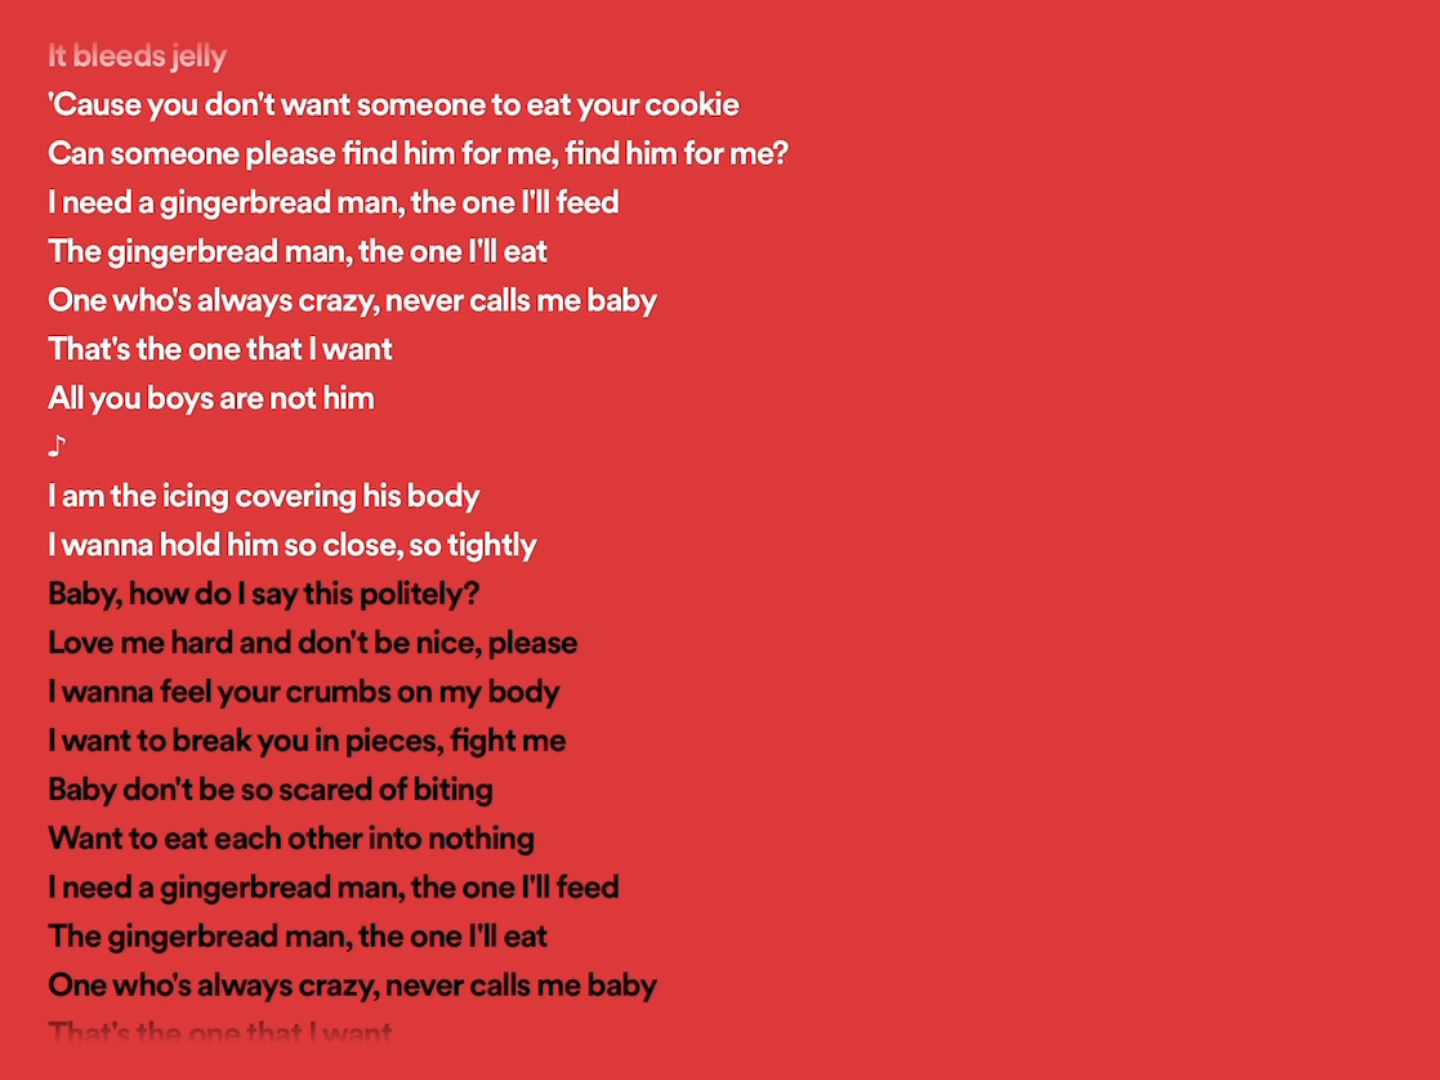 It bleeds jelly
'Cause you don't want someone to eat your cookie
Can someone please find him for me, find him for me?
I need a gingerbread man, the one I'll feed
The gingerbread man, the one I'll eat
One who's always crazy, never calls me baby
That's the one that I want
All you boys are not him
♪
I am the icing covering his body
I wanna hold him so close, so tightly
Baby, how do I say this politely?
Love me hard and don't be nice, please
I wanna feel your crumbs on my body
I want to break you in pieces, fight me
Baby don't be so scared of biting
Want to eat each other into nothing
I need a gingerbread man, the one I'll feed
The gingerbread man, the one I'll eat
One who's always crazy, never calls me baby
That's the one that I want